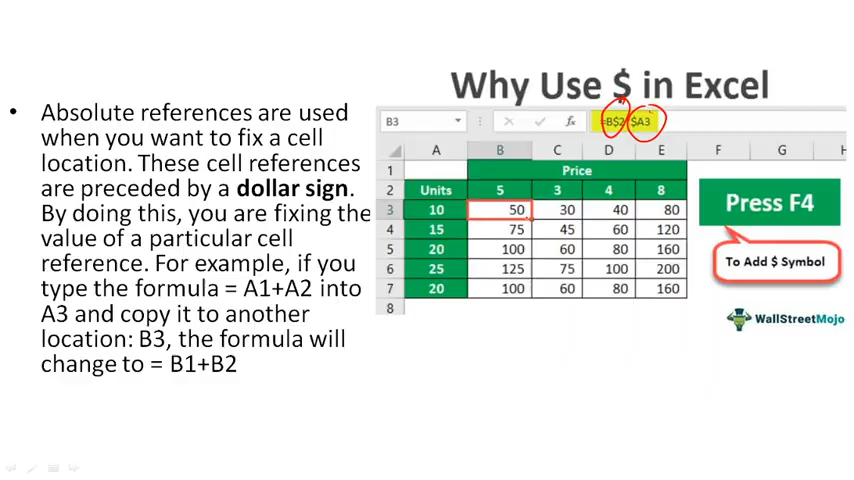 Why Use $ in Excel
• Absolute references are used
when you want to fix a cell
location. These cell references
are preceded by a dollar sign.
By doing this, you are fixing the
value of a particular cell
reference. For example, if you
type the formula = A1+A2 into
A3 and copy it to another
location: B3, the formula will
change to = B1+B2
B3 fx =B$2 $A3
A B C D E F G H
1 Price
2 Units 5 3 4 8
3 10 50 30 40 80
4 15 75 45 60 120
5 20 100 60 80 160
6 25 125 75 100 200
7 20 100 60 80 160
8
Press F4
To Add $ Symbol
WallStreetMojo